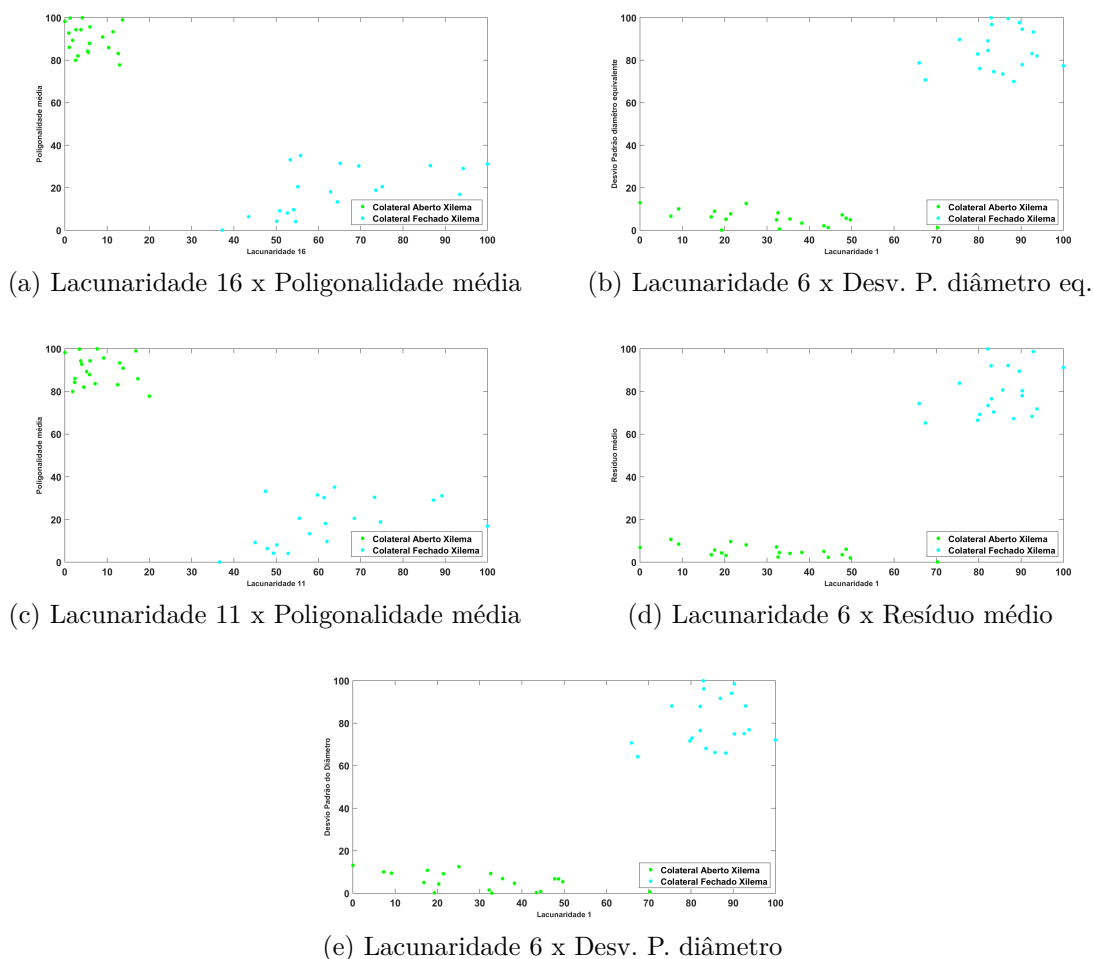 100
80
60
40
20
0
Poligonalidade média
0 10 20 30 40 50 60 70 80 90 100
Lacunaridade 16
Colateral Aberto Xilema
Colateral Fechado Xilema
(a) Lacunaridade 16 x Poligonalidade média
100
80
60
40
20
0
Desvio Padrão diamêtro equivalente
0 10 20 30 40 50 60 70 80 90 100
Lacunaridade 1
Colateral Aberto Xilema
Colateral Fechado Xilema
(b) Lacunaridade 6 x Desv. P. diâmetro eq.
100
80
60
40
20
0
Poligonalidade média
0 10 20 30 40 50 60 70 80 90 100
Lacunaridade 11
Colateral Aberto Xilema
Colateral Fechado Xilema
(c) Lacunaridade 11 x Poligonalidade média
100
80
60
40
20
0
Resíduo médio
0 10 20 30 40 50 60 70 80 90 100
Lacunaridade 1
Colateral Aberto Xilema
Colateral Fechado Xilema
(d) Lacunaridade 6 x Resíduo médio
100
80
60
40
20
0
Desvio Padrão do Diâmetro
0 10 20 30 40 50 60 70 80 90 100
Lacunaridade 1
Colateral Aberto Xilema
Colateral Fechado Xilema
(e) Lacunaridade 6 x Desv. P. diâmetro